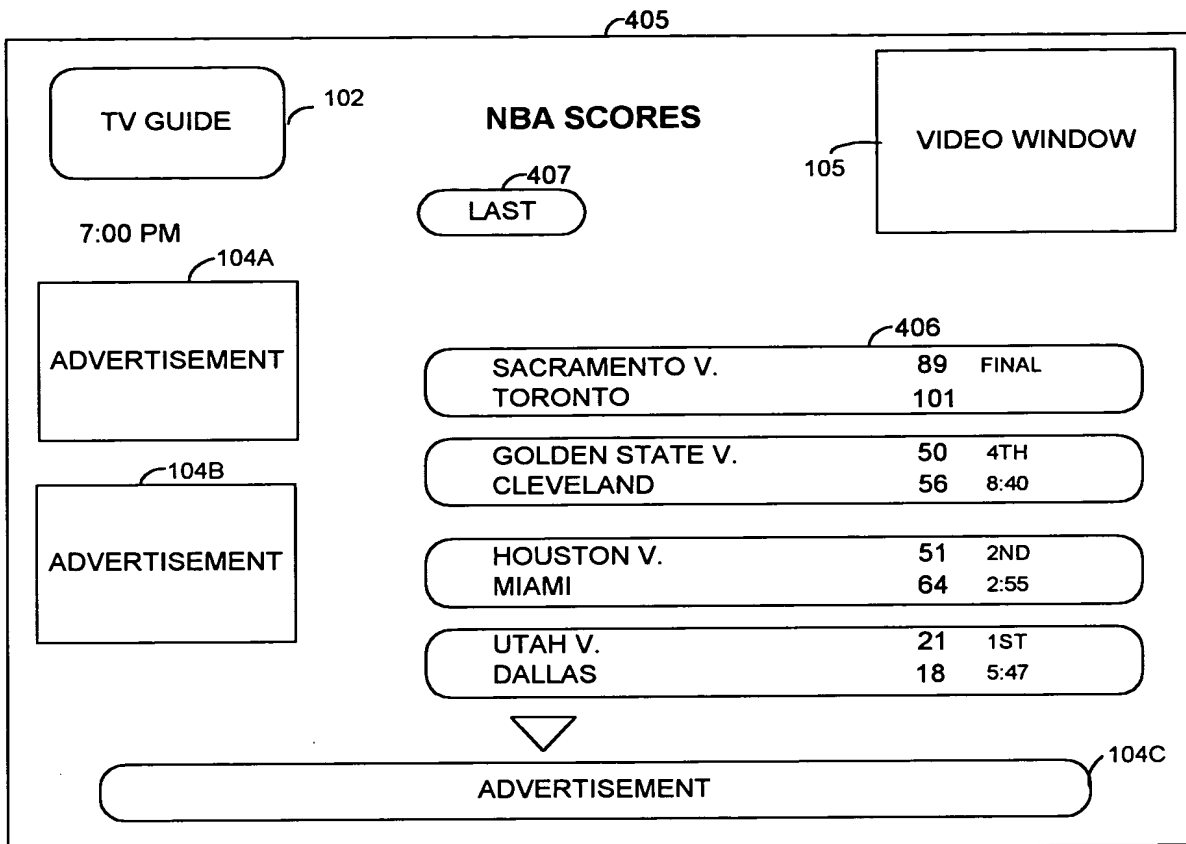 405
TV GUIDE
102
NBA SCORES
105
VIDEO WINDOW
407
LAST
7:00 PM
104A
ADVERTISEMENT
104B
ADVERTISEMENT
406
SACRAMENTO V. 89 FINAL
TORONTO 101
GOLDEN STATE V. 50 4TH
CLEVELAND 56 8:40
HOUSTON V. 51 2ND
MIAMI 64 2:55
UTAH V. 21 1ST
DALLAS 18 5:47
104C
ADVERTISEMENT